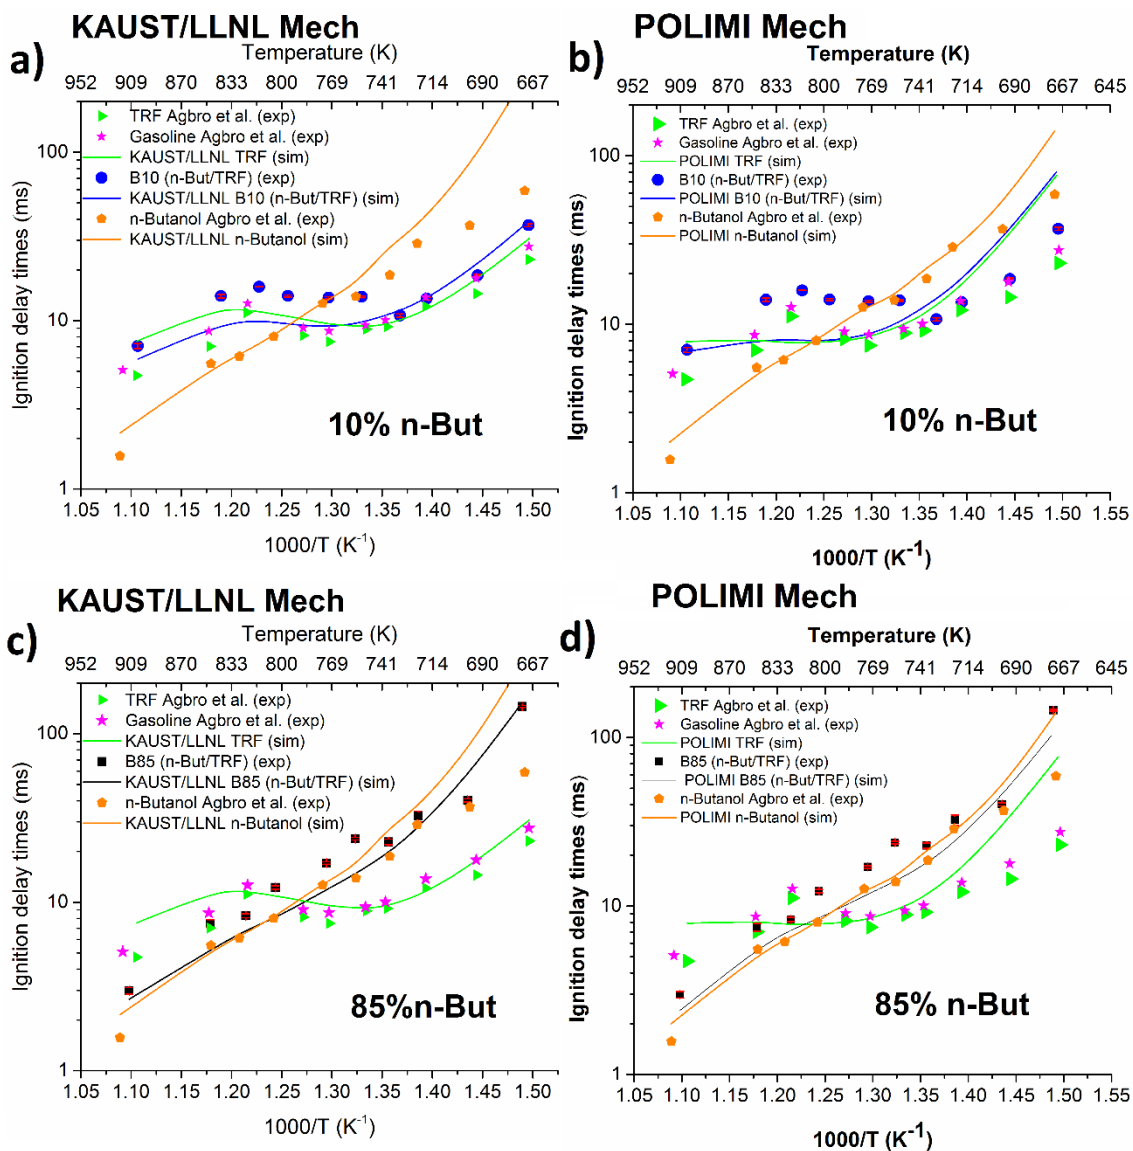 KAUST/LLNL Mech
a)
Temperature (K)
952 909 870 833 800 769 741 714 690 667
TRF Agbro et al. (exp)
Gasoline Agbro et al. (exp)
KAUST/LLNL TRF (sim)
B10 (n-But/TRF) (exp)
KAUST/LLNL B10 (n-But/TRF) (sim)
n-Butanol Agbro et al. (exp)
KAUST/LLNL n-Butanol (sim)
Ignition delay times (ms)
100
10
1
10% n-But
1.05 1.10 1.15 1.20 1.25 1.30 1.35 1.40 1.45 1.50
1000/T (K-1)
POLIMI Mech
b)
Temperature (K)
952 909 870 833 800 769 741 714 690 667 645
TRF Agbro et al. (exp)
Gasoline Agbro et al. (exp)
POLIMI TRF (sim)
B10 (n-But/TRF) (exp)
POLIMI B10 (n-But/TRF) (sim)
n-Butanol Agbro et al. (exp)
POLIMI n-Butanol (sim)
Ignition delay times (ms)
100
10
1
10% n-But
1.05 1.10 1.15 1.20 1.25 1.30 1.35 1.40 1.45 1.50 1.55
1000/T (K-1)
KAUST/LLNL Mech
c)
Temperature (K)
952 909 870 833 800 769 741 714 690 667
TRF Agbro et al. (exp)
Gasoline Agbro et al. (exp)
KAUST/LLNL TRF (sim)
B85 (n-But/TRF) (exp)
KAUST/LLNL B85 (n-But/TRF) (sim)
n-Butanol Agbro et al. (exp)
KAUST/LLNL n-Butanol (sim)
Ignition delay times (ms)
100
10
1
85%n-But
1.05 1.10 1.15 1.20 1.25 1.30 1.35 1.40 1.45 1.50
1000/T (K-1)
POLIMI Mech
d)
Temperature (K)
952 909 870 833 800 769 741 714 690 667 645
TRF Agbro et al. (exp)
Gasoline Agbro et al. (exp)
POLIMI TRF (sim)
B85 (n-But/TRF) (exp)
POLIMI B85 (n-But/TRF) (sim)
n-Butanol Agbro et al. (exp)
POLIMI n-Butanol (sim)
Ignition delay times (ms)
100
10
1
85% n-But
1.05 1.10 1.15 1.20 1.25 1.30 1.35 1.40 1.45 1.50 1.55
1000/T (K-1)